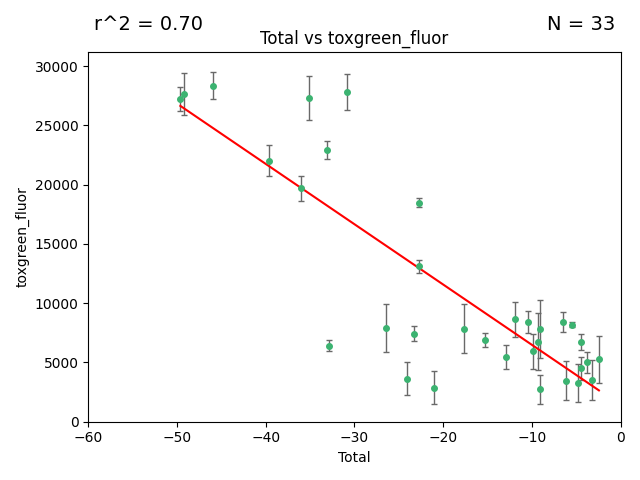 r^2 = 0.70
N = 33
Total vs toxgreen_fluor
30000
25000
20000
15000
10000
5000
0
toxgreen_fluor
−60
−50
−40
−30
−20
−10
0
Total